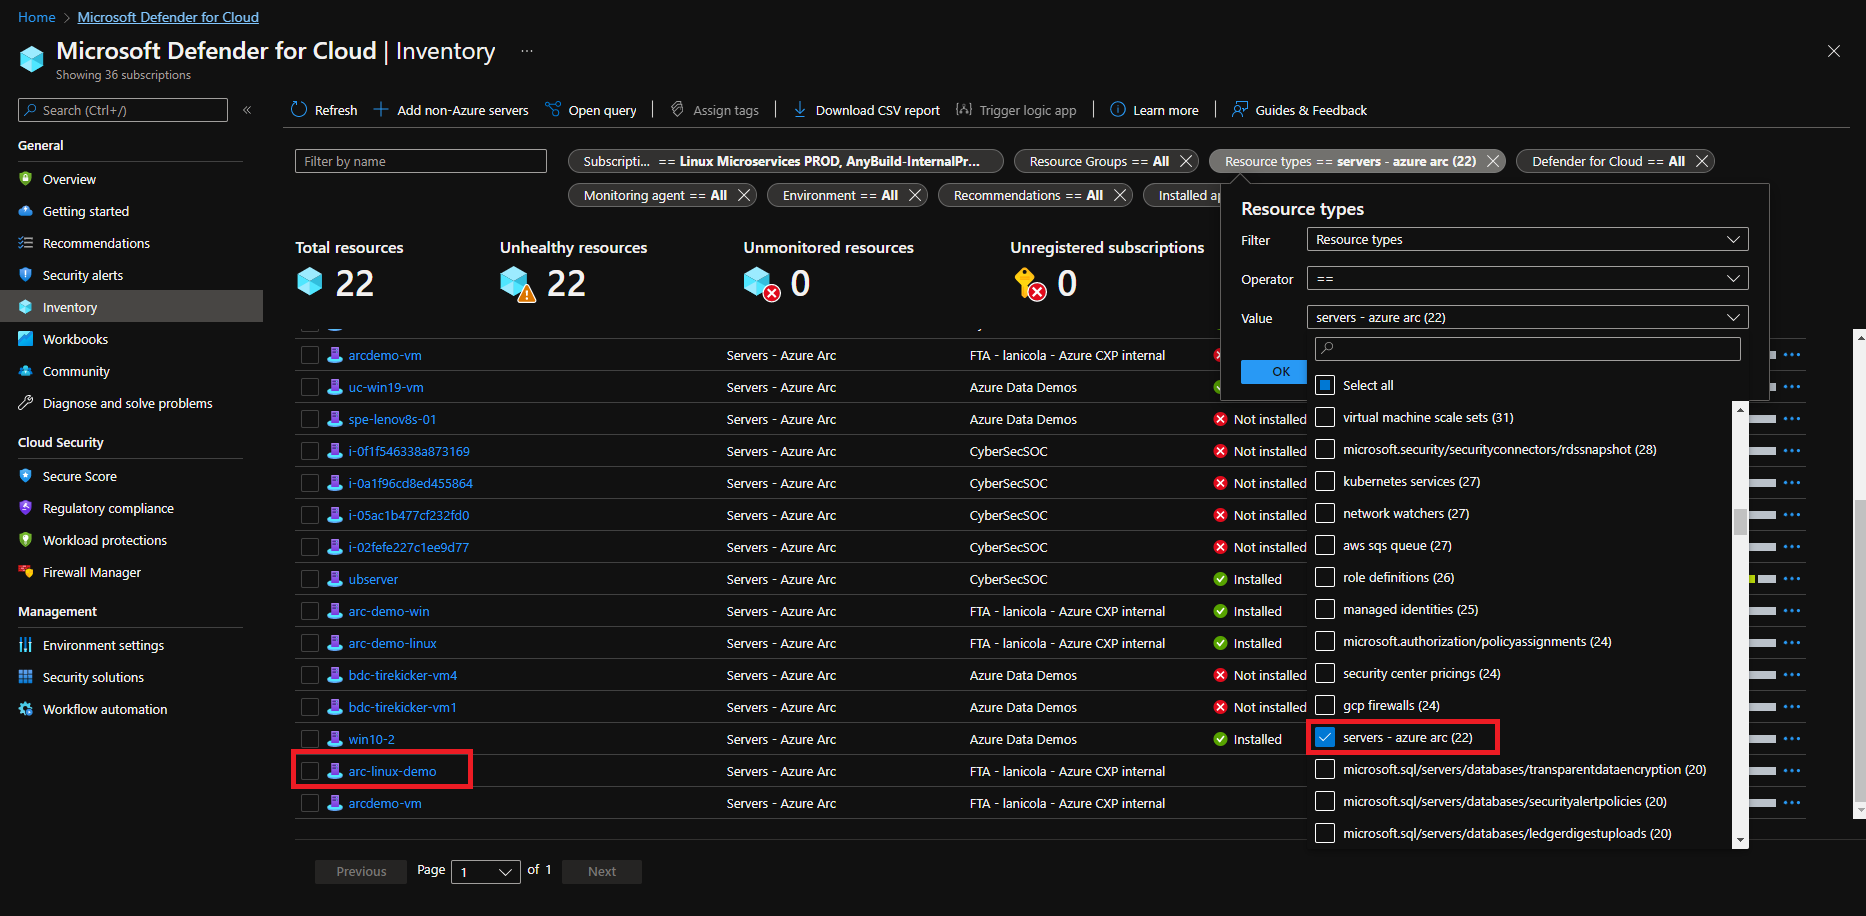 Home > Microsoft Defender for Cloud
Microsoft Defender for Cloud | Inventory ...
Showing 36 subscriptions
Search (Ctrl+/) «
Refresh Add non-Azure servers Open query Assign tags Download CSV report Trigger logic app Learn more Guides & Feedback
General
Overview
Getting started
Recommendations
Security alerts
Inventory
Workbooks
Community
Diagnose and solve problems
Cloud Security
Secure Score
Regulatory compliance
Workload protections
Firewall Manager
Management
Environment settings
Security solutions
Workflow automation
Filter by name
Subscripti... == Linux Microservices PROD, AnyBuild-InternalPr...
Resource Groups == All
Resource types == servers - azure arc (22)
Defender for Cloud == All
Monitoring agent == All
Environment == All
Recommendations == All
Installed ap
Total resources
22
Unhealthy resources
22
Unmonitored resources
0
Unregistered subscriptions
0
arcdemo-vm Servers - Azure Arc FTA - lanicola - Azure CXP internal
uc-win19-vm Servers - Azure Arc Azure Data Demos
spe-lenov8s-01 Servers - Azure Arc Azure Data Demos Not installed
i-0f1f546338a873169 Servers - Azure Arc CyberSecSOC Not installed
i-0a1f96cd8ed455864 Servers - Azure Arc CyberSecSOC Not installed
i-05ac1b477cf232fd0 Servers - Azure Arc CyberSecSOC Not installed
i-02fefe227c1ee9d77 Servers - Azure Arc CyberSecSOC Not installed
ubserver Servers - Azure Arc CyberSecSOC Installed
arc-demo-win Servers - Azure Arc FTA - lanicola - Azure CXP internal Installed
arc-demo-linux Servers - Azure Arc FTA - lanicola - Azure CXP internal Installed
bdc-tirekicker-vm4 Servers - Azure Arc Azure Data Demos Not installed
bdc-tirekicker-vm1 Servers - Azure Arc Azure Data Demos Not installed
win10-2 Servers - Azure Arc Azure Data Demos Installed
arc-linux-demo Servers - Azure Arc FTA - lanicola - Azure CXP internal
arcdemo-vm Servers - Azure Arc FTA - lanicola - Azure CXP internal
Previous Page 1 of 1 Next
Resource types
Filter Resource types
Operator ==
Value servers - azure arc (22)
OK
Select all
virtual machine scale sets (31)
microsoft.security/securityconnectors/rdssnapshot (28)
kubernetes services (27)
network watchers (27)
aws sqs queue (27)
role definitions (26)
managed identities (25)
microsoft.authorization/policyassignments (24)
security center pricings (24)
gcp firewalls (24)
servers - azure arc (22)
microsoft.sql/servers/databases/transparentdataencryption (20)
microsoft.sql/servers/databases/securityalertpolicies (20)
microsoft.sql/servers/databases/ledgerdigestuploads (20)